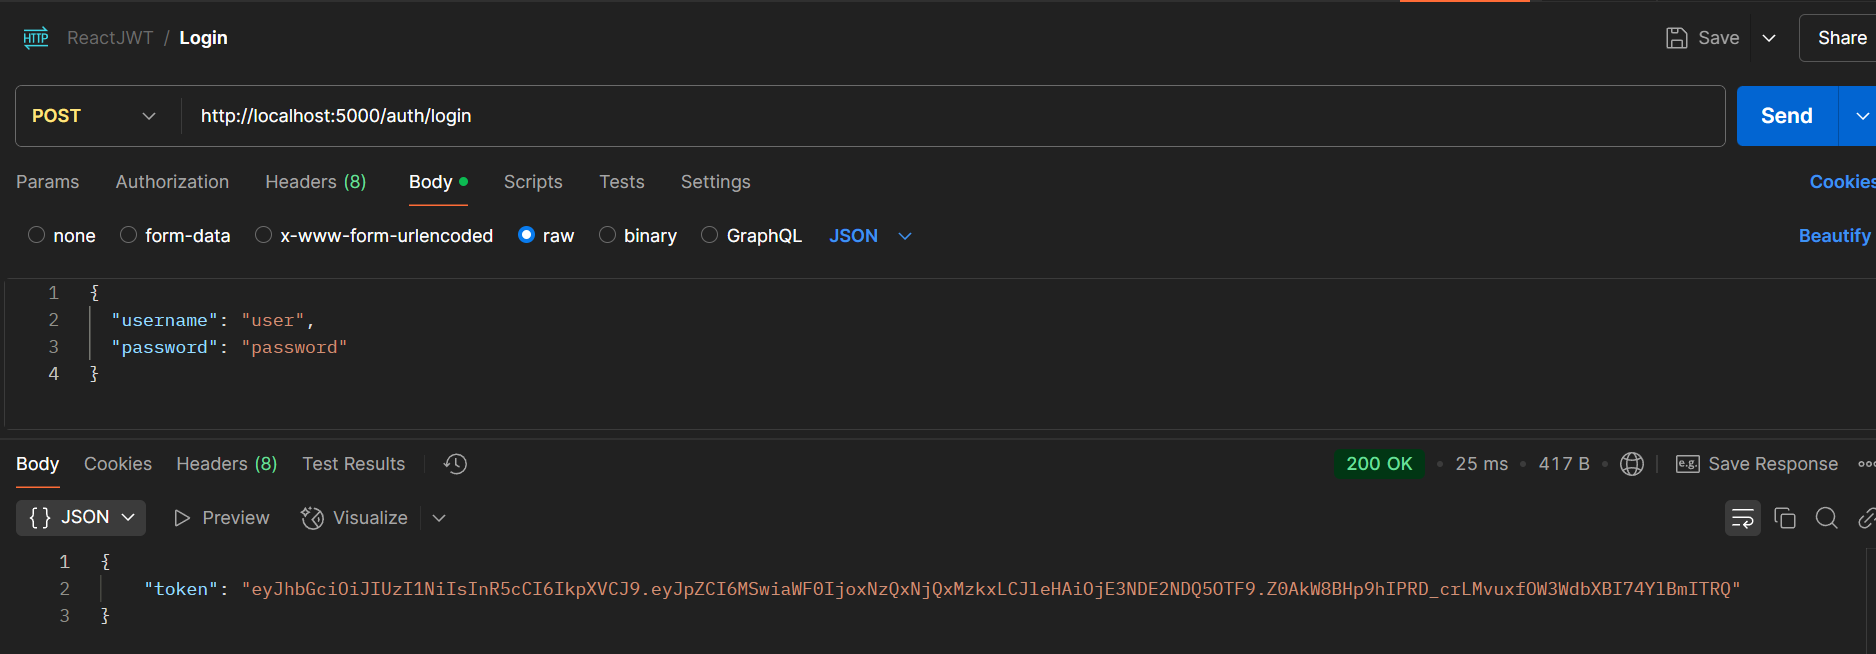 HTTP ReactJWT / Login Save Share
POST http://localhost:5000/auth/login Send
Params Authorization Headers (8) Body Scripts Tests Settings Cookies
none form-data x-www-form-urlencoded raw binary GraphQL JSON Beautify
1 {
2 "username": "user",
3 "password": "password"
4 }
Body Cookies Headers (8) Test Results 200 OK • 25 ms • 417 B • e.g. Save Response
{} JSON Preview Visualize
1 {
2 "token": "eyJhbGciOiJIUzI1NiIsInR5cCI6IkpXVCJ9.eyJpZCI6MSwiaWF0IjoxNzQxNjQxMzkxLCJleHAiOjE3NDE2NDQ5OTF9.Z0AkW8BHp9hIPRD_crLMvuxfOW3WdbXBI74YlBmITRQ"
3 }